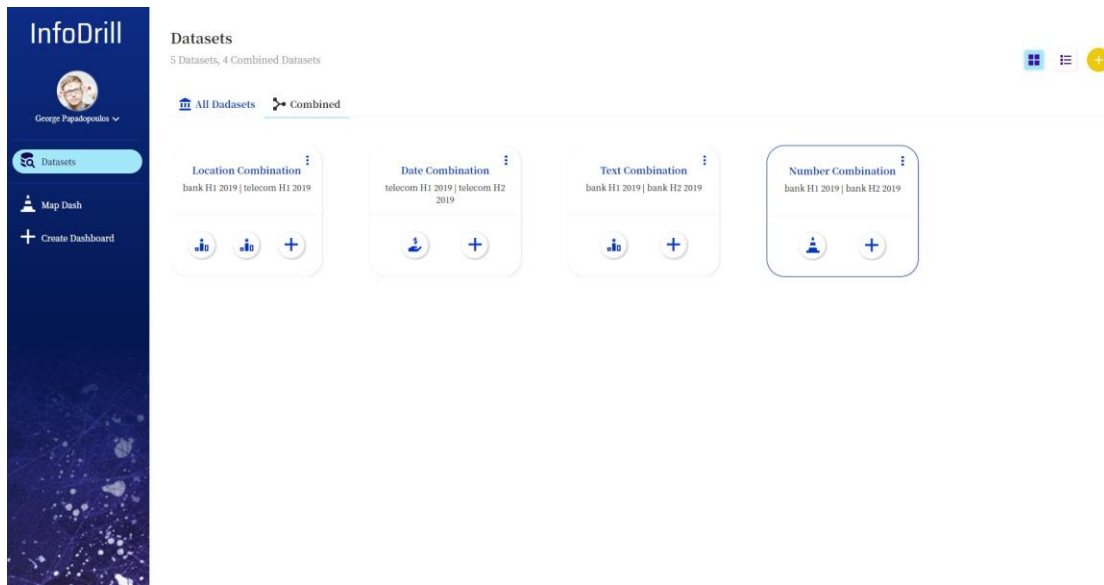 InfoDrill
George Papadopoulos
Datasets
Map Dash
Create Dashboard
Datasets
5 Datasets, 4 Combined Datasets
All Dadasets
Combined
Location Combination
bank H1 2019 | telecom H1 2019
Date Combination
telecom H1 2019 | telecom H2
2019
Text Combination
bank H1 2019 | bank H2 2019
Number Combination
bank H1 2019 | bank H2 2019